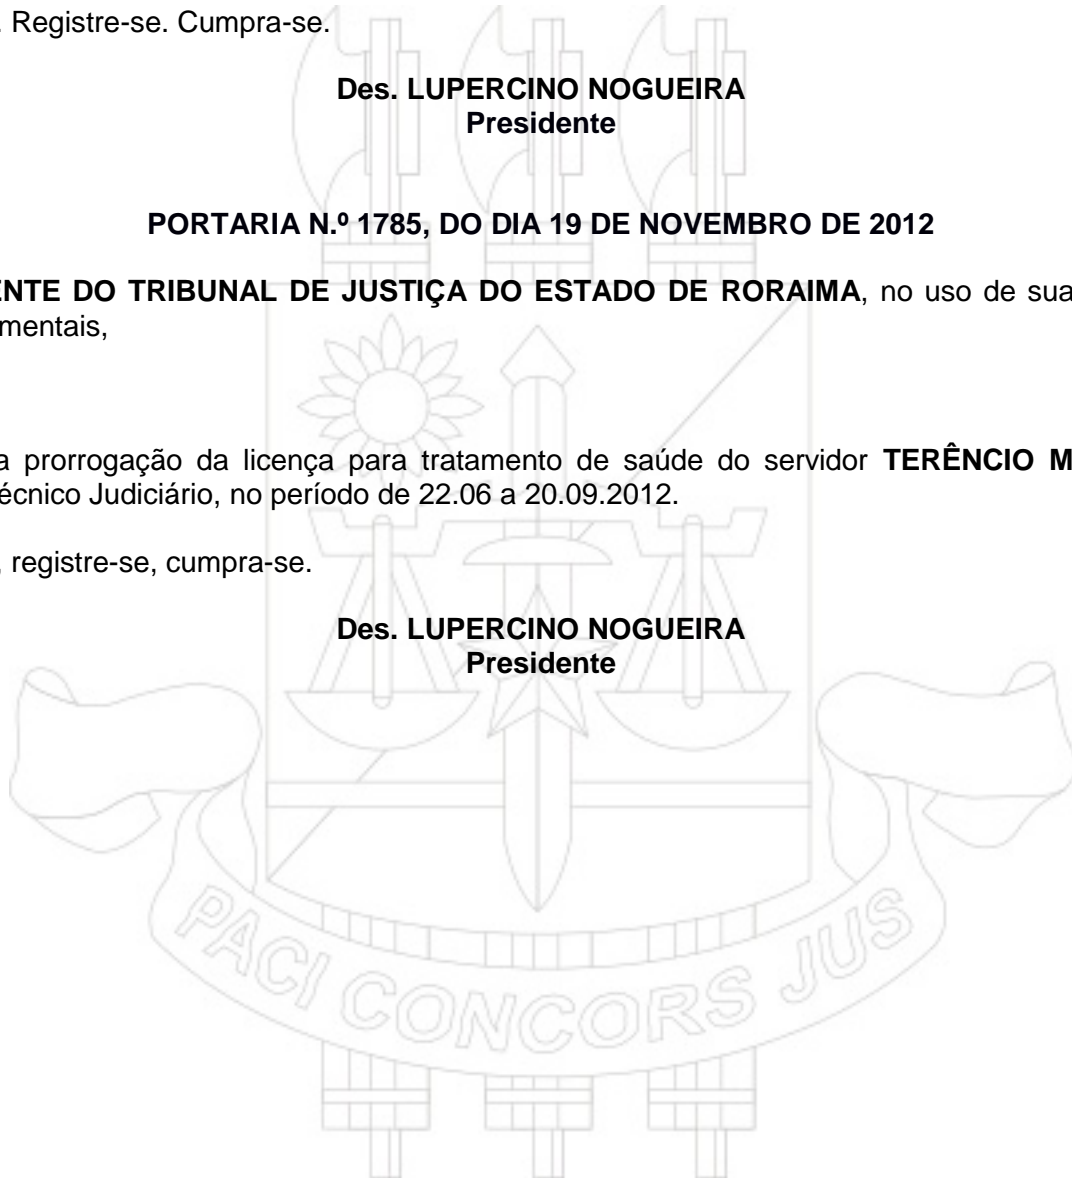 . Registre-se. Cumpra-se.
Des. LUPERCINO NOGUEIRA
Presidente
PORTARIA N.º 1785, DO DIA 19 DE NOVEMBRO DE 2012
ENTE DO TRIBUNAL DE JUSTIÇA DO ESTADO DE RORAIMA, no uso de sua
mentais,
a prorrogação da licença para tratamento de saúde do servidor TERÊNCIO M
écnico Judiciário, no período de 22.06 a 20.09.2012.
, registre-se, cumpra-se.
Des. LUPERCINO NOGUEIRA
Presidente
PACI CONCORS JUS